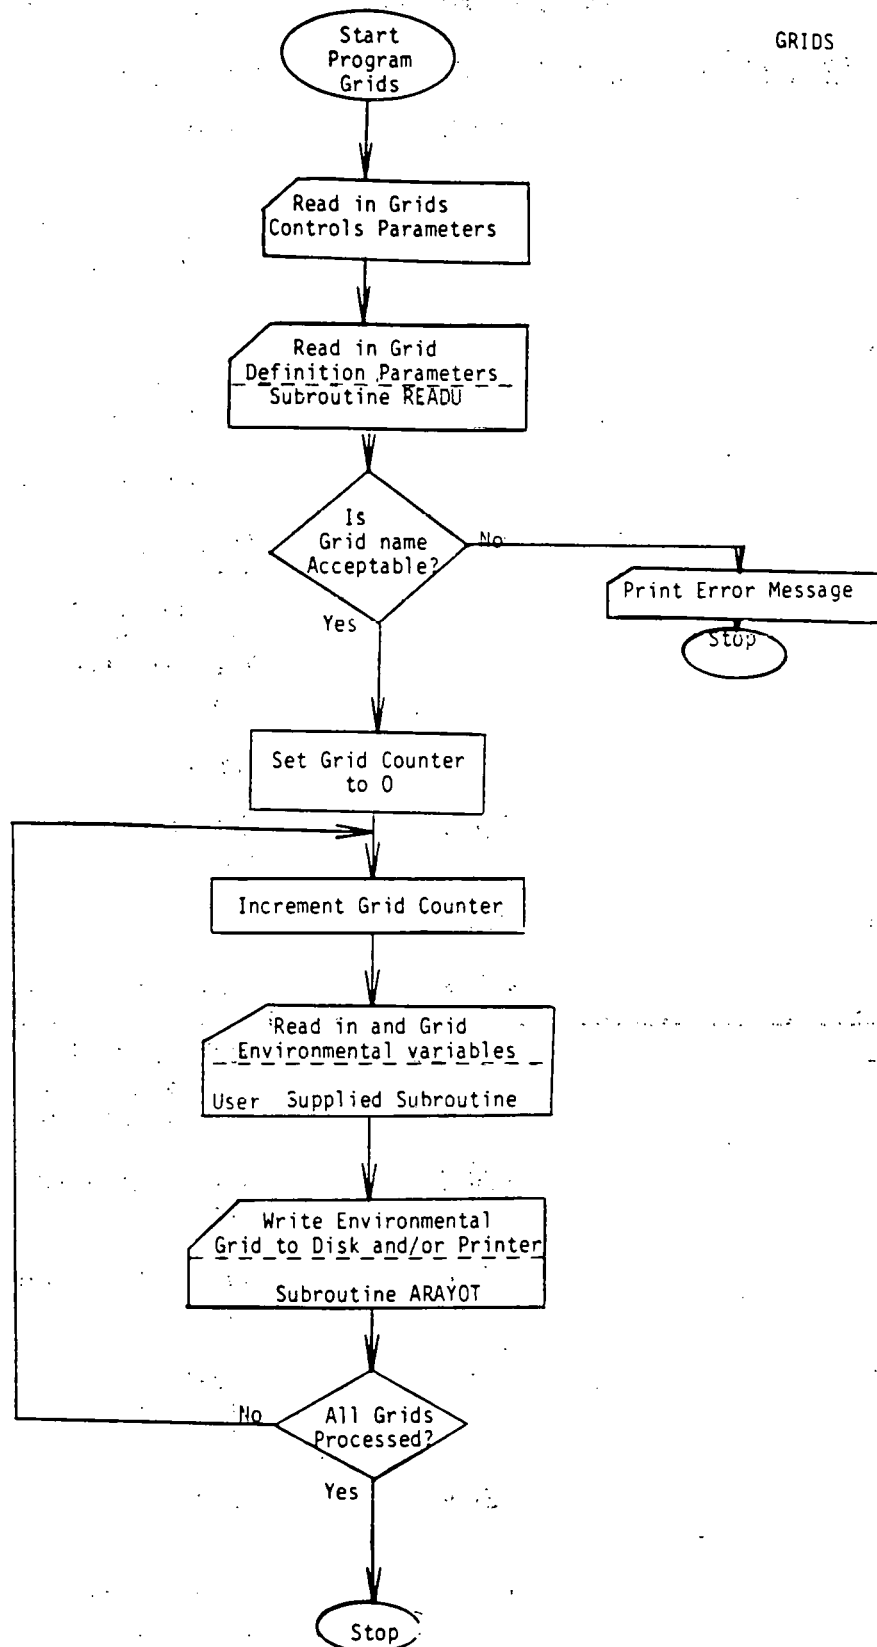 GRIDS
Start
Program
Grids
Read in Grids
Controls Parameters
Read in Grid
Definition Parameters
Subroutine READU
Is
Grid name
Acceptable?
No
Print Error Message
Stop
Yes
Set Grid Counter
to 0
Increment Grid Counter
Read in and Grid
Environmental variables
User Supplied Subroutine
Write Environmental
Grid to Disk and/or Printer
Subroutine ARAYOT
No
All Grids
Processed?
Yes
Stop